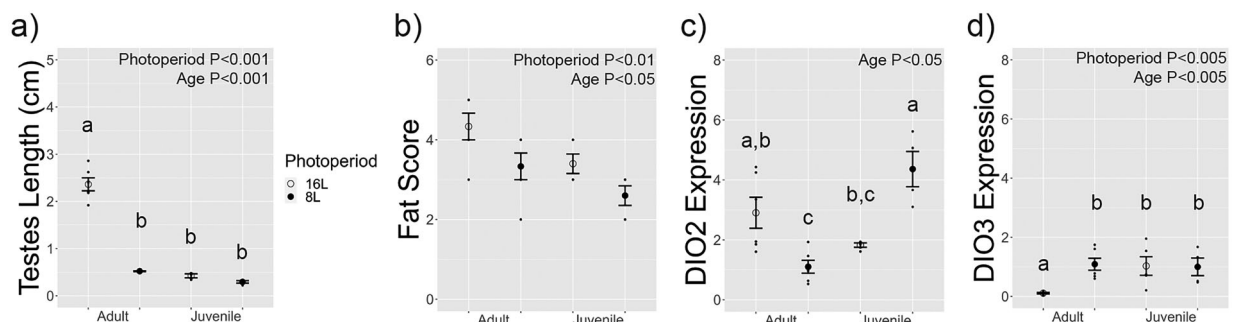 a)
Testes Length (cm)
5
4
3
2
1
0
Photoperiod P<0.001
Age P<0.001
a
b
b
b
Adult Juvenile
Photoperiod
16L
8L
b)
Fat Score
6
4
2
0
Photoperiod P<0.01
Age P<0.05
Adult Juvenile
c)
DIO2 Expression
8
6
4
2
0
Age P<0.05
a,b
c
b,c
a
Adult Juvenile
d)
DIO3 Expression
8
6
4
2
0
Photoperiod P<0.005
Age P<0.005
a
b
b
b
Adult Juvenile